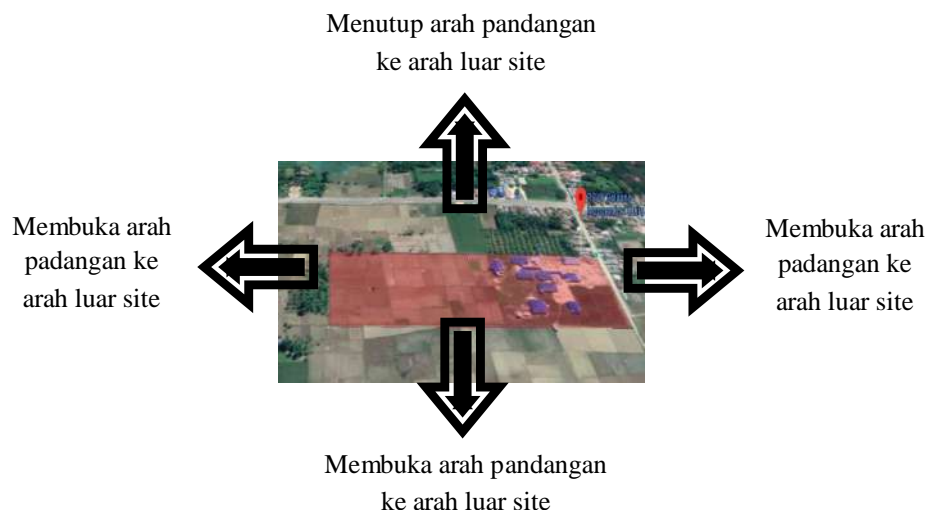 Menutup arah pandangan
ke arah luar site
Membuka arah
padangan ke
arah luar site
Membuka arah
padangan ke
arah luar site
Membuka arah pandangan
ke arah luar site